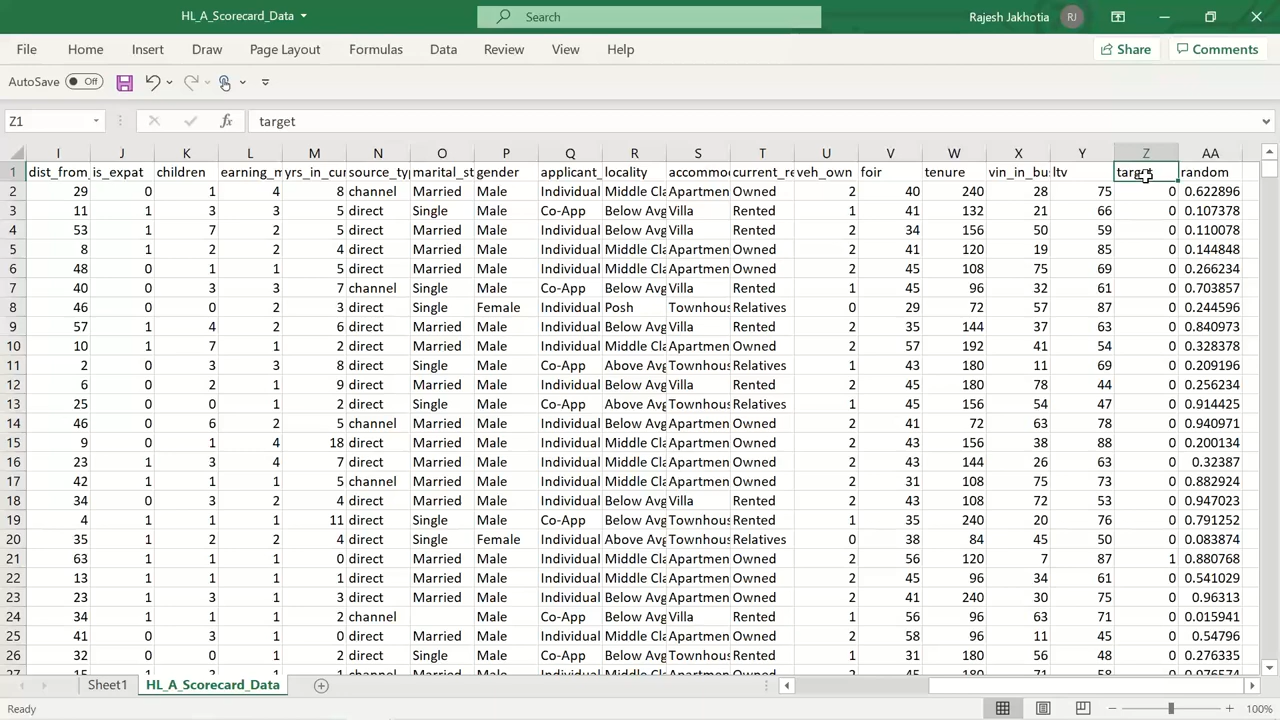 HL_A_Scorecard_Data
Search
Rajesh Jakhotia RJ
File Home Insert Draw Page Layout Formulas Data Review View Help Share Comments
AutoSave Off
Z1 fx target
I J K L M N O P Q R S T U V W X Y Z AA
1 dist_from_ is_expat children earning_m yrs_in_cur source_typ marital_st gender applicant_ locality accommo current_re veh_own foir tenure vin_in_bus ltv target random
2 29 0 1 4 8 channel Married Male Individual Middle Cla Apartmen Owned 2 40 240 28 75 0 0.622896
3 11 1 3 3 5 direct Single Male Co-App Below Avg Villa Rented 1 41 132 21 66 0 0.107378
4 53 1 7 2 5 direct Married Male Individual Below Avg Villa Rented 2 34 156 50 59 0 0.110078
5 8 1 2 2 4 direct Married Male Individual Middle Cla Apartmen Owned 2 41 120 19 85 0 0.144848
6 48 0 1 1 5 direct Married Male Individual Middle Cla Apartmen Owned 2 45 108 75 69 0 0.266234
7 40 0 3 3 7 channel Single Male Co-App Below Avg Villa Rented 1 45 96 32 61 0 0.703857
8 46 0 0 2 3 direct Single Female Individual Posh Townhous Relatives 0 29 72 57 87 0 0.244596
9 57 1 4 2 6 direct Married Male Individual Below Avg Villa Rented 2 35 144 37 63 0 0.840973
10 10 1 7 1 2 direct Married Male Individual Middle Cla Apartmen Owned 2 57 192 41 54 0 0.328378
11 2 0 3 3 8 direct Single Male Co-App Above Avg Townhous Relatives 1 43 180 11 69 0 0.209196
12 6 0 2 1 9 direct Married Male Individual Below Avg Villa Rented 2 45 180 78 44 0 0.256234
13 25 0 0 1 2 direct Single Male Co-App Above Avg Townhous Relatives 1 45 156 54 47 0 0.914425
14 46 0 6 2 5 channel Married Male Individual Middle Cla Apartmen Owned 2 41 72 63 78 0 0.940971
15 9 0 1 4 18 direct Married Male Individual Middle Cla Apartmen Owned 2 43 156 38 88 0 0.200134
16 23 1 3 4 7 direct Married Male Individual Middle Cla Apartmen Owned 2 43 144 26 63 0 0.32387
17 42 1 1 1 5 channel Married Male Individual Middle Cla Apartmen Owned 2 31 108 75 73 0 0.882924
18 34 0 3 2 4 direct Married Male Individual Below Avg Villa Rented 2 43 108 72 53 0 0.947023
19 4 1 1 1 11 direct Single Male Co-App Below Avg Townhous Rented 1 35 240 20 76 0 0.791252
20 35 1 2 2 4 direct Single Female Individual Above Avg Townhous Rented 0 38 84 45 50 0 0.083874
21 63 1 1 1 0 direct Married Male Individual Middle Cla Apartmen Owned 2 56 120 7 87 1 0.880768
22 13 1 1 1 1 direct Married Male Individual Middle Cla Apartmen Owned 2 45 96 34 61 0 0.541029
23 23 1 3 1 3 direct Married Male Individual Middle Cla Apartmen Owned 2 41 240 30 75 0 0.96313
24 34 1 1 1 2 channel Male Co-App Below Avg Villa Rented 1 56 96 63 71 0 0.015941
25 41 0 3 1 0 direct Married Male Individual Middle Cla Apartmen Owned 2 58 96 11 45 0 0.54796
26 32 0 0 1 2 direct Single Male Co-App Below Avg Villa Rented 1 31 180 56 48 0 0.276335
Sheet1 HL_A_Scorecard_Data
Ready 100%